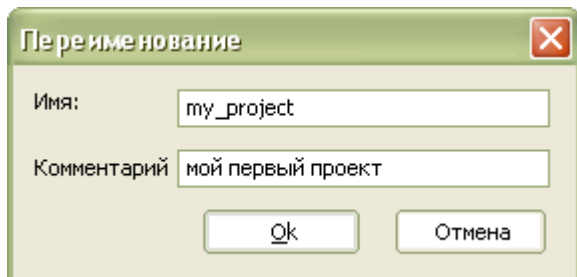 Переименование
Имя:
my_project
Комментарий
мой первый проект
Ok
Отмена